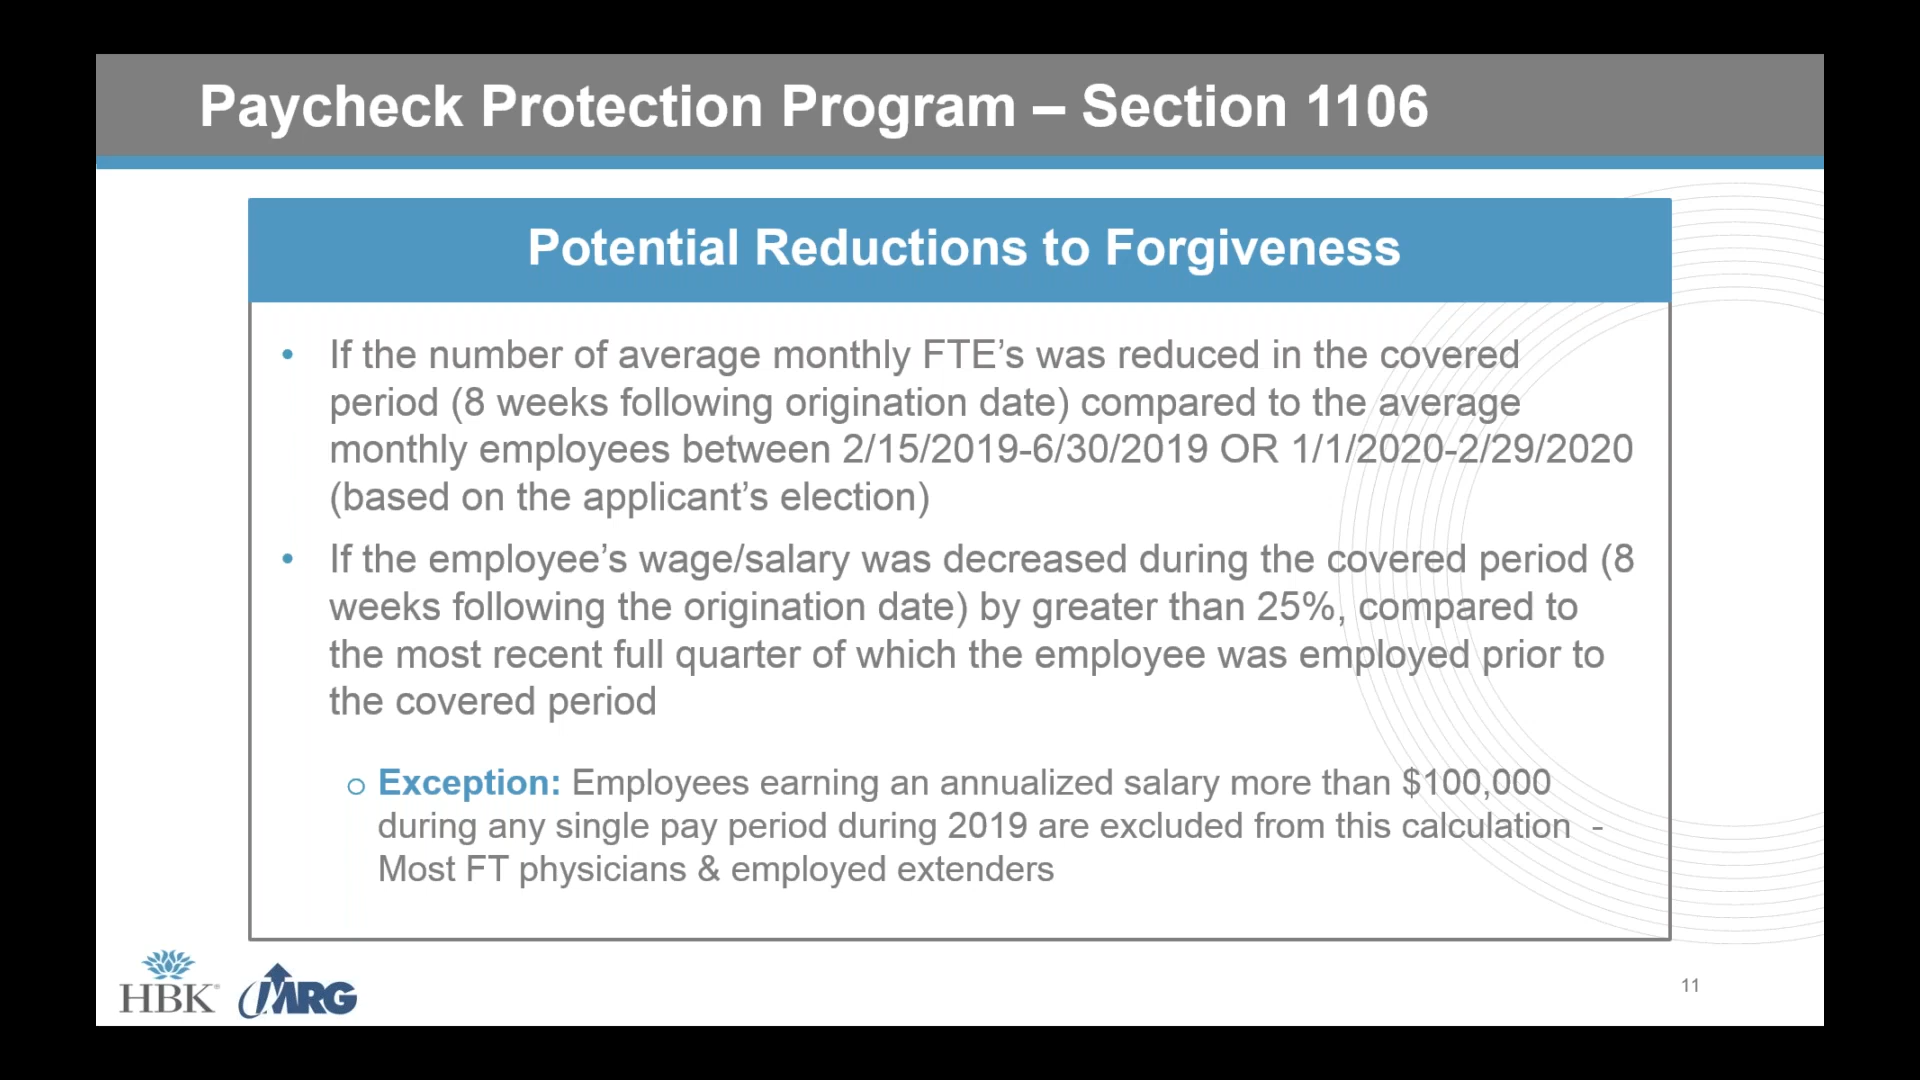 Paycheck Protection Program – Section 1106
Potential Reductions to Forgiveness
• If the number of average monthly FTE’s was reduced in the covered
period (8 weeks following origination date) compared to the average
monthly employees between 2/15/2019-6/30/2019 OR 1/1/2020-2/29/2020
(based on the applicant’s election)
• If the employee’s wage/salary was decreased during the covered period (8
weeks following the origination date) by greater than 25%, compared to
the most recent full quarter of which the employee was employed prior to
the covered period
o Exception: Employees earning an annualized salary more than $100,000
during any single pay period during 2019 are excluded from this calculation -
Most FT physicians & employed extenders
HBK MRG
11